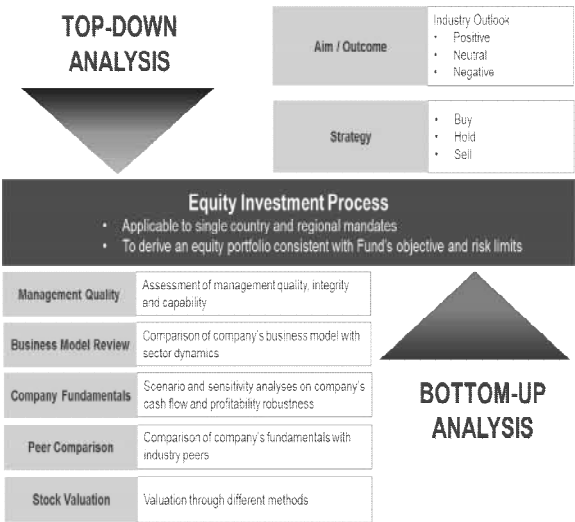 TOP-DOWN
ANALYSIS
Aim / Outcome
Industry Outlook
• Positive
• Neutral
• Negative
Strategy
• Buy
• Hold
• Sell
Equity Investment Process
• Applicable to single country and regional mandates
• To derive an equity portfolio consistent with Fund's objective and risk limits
Management Quality
Assessment of management quality, integrity
and capability
Business Model Review
Comparison of company's business model with
sector dynamics
Company Fundamentals
Scenario and sensitivity analyses on company's
cash flow and profitability robustness
Peer Comparison
Comparison of company's fundamentals with
industry peers
Stock Valuation
Valuation through different methods
BOTTOM-UP
ANALYSIS